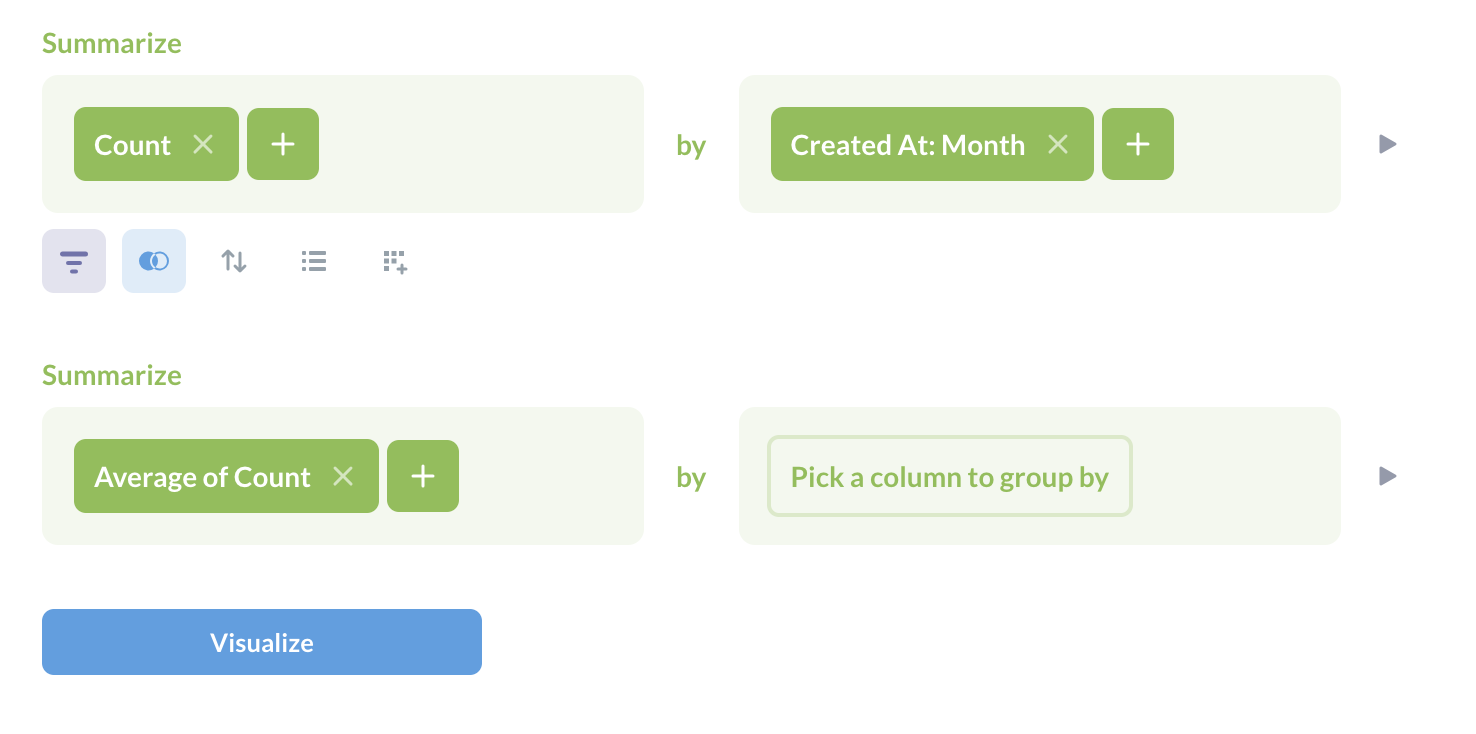 Summarize
Count
by
Created At: Month
Summarize
Average of Count
by
Pick a column to group by
Visualize